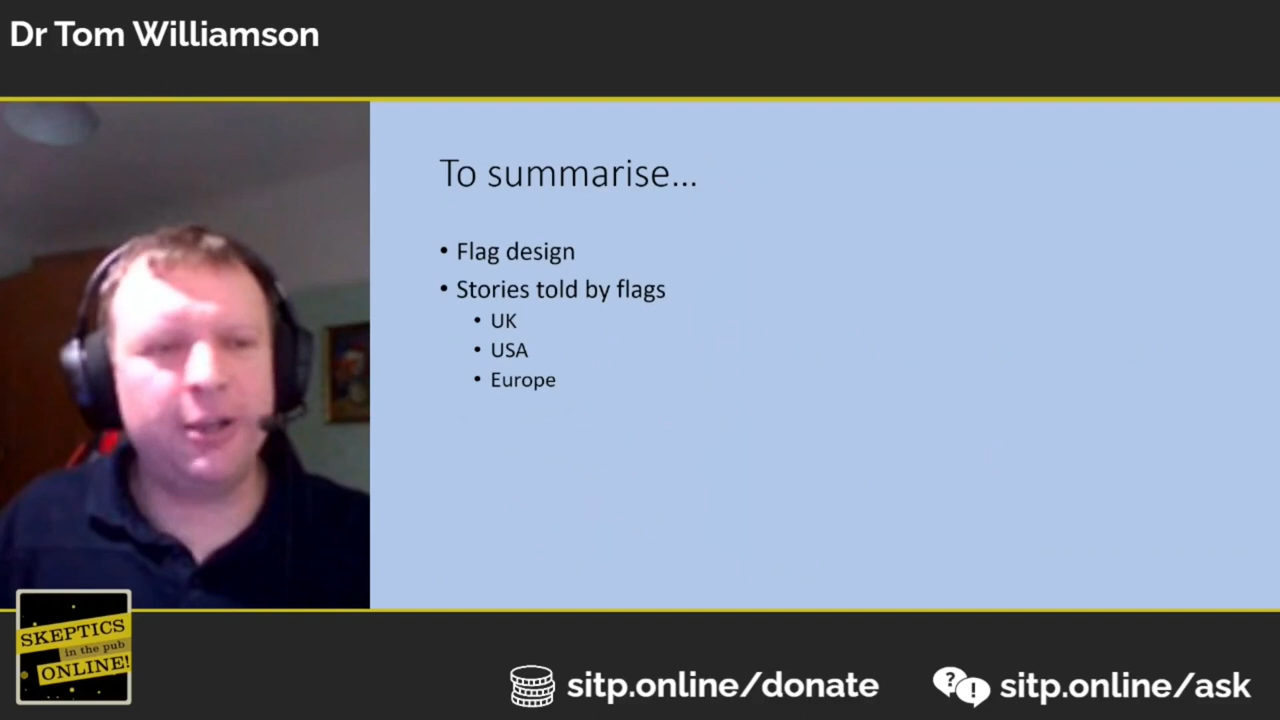 Dr Tom Williamson
To summarise...
• Flag design
• Stories told by flags
• UK
• USA
• Europe
SKEPTICS
in the pub
ONLINE!
sitp.online/donate
? !
sitp.online/ask